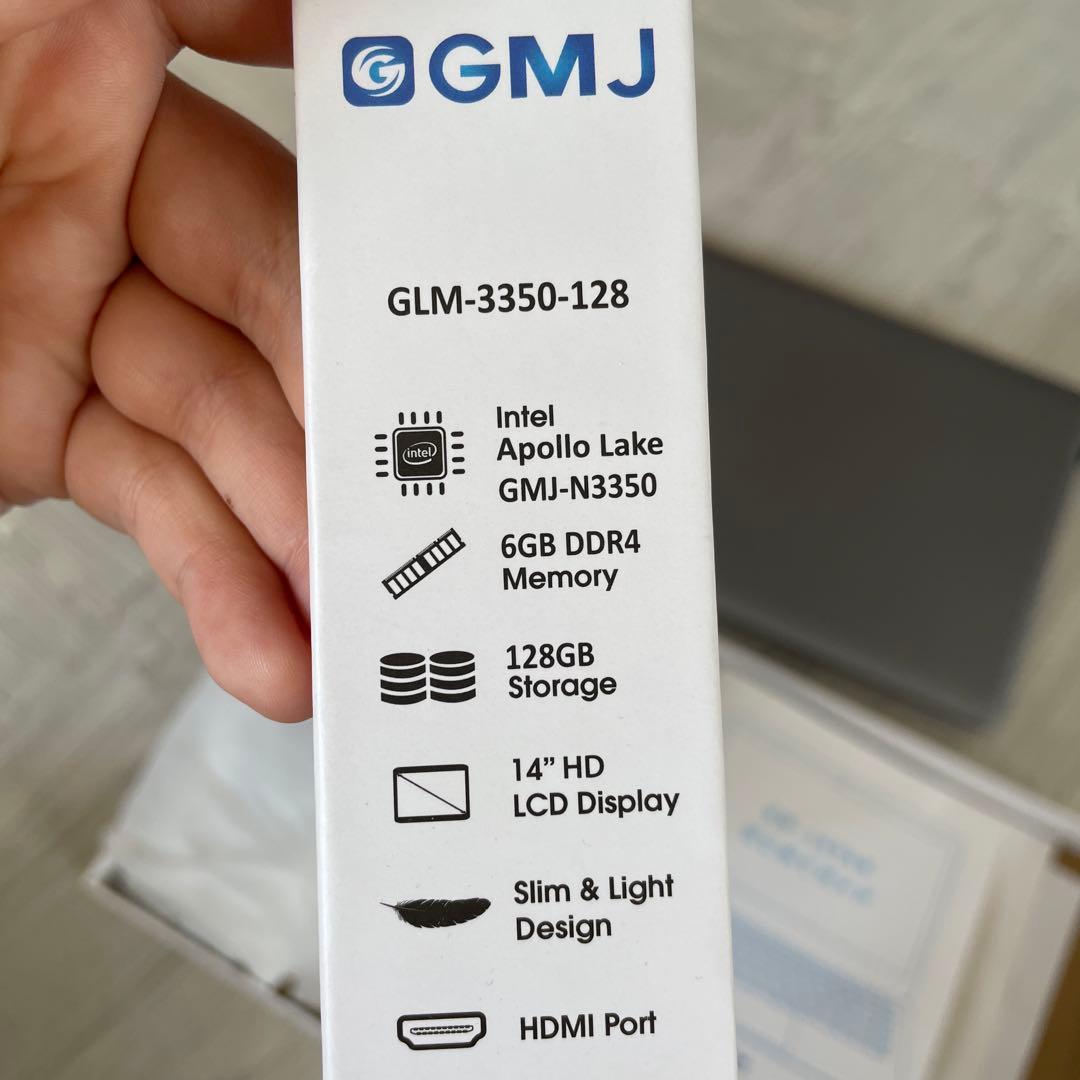 GMJ
GLM-3350-128
intel
Intel
Apollo Lake
GMJ-N3350
6GB DDR4
Memory
128GB
Storage
14” HD
LCD Display
Slim & Light
Design
HDMI Port